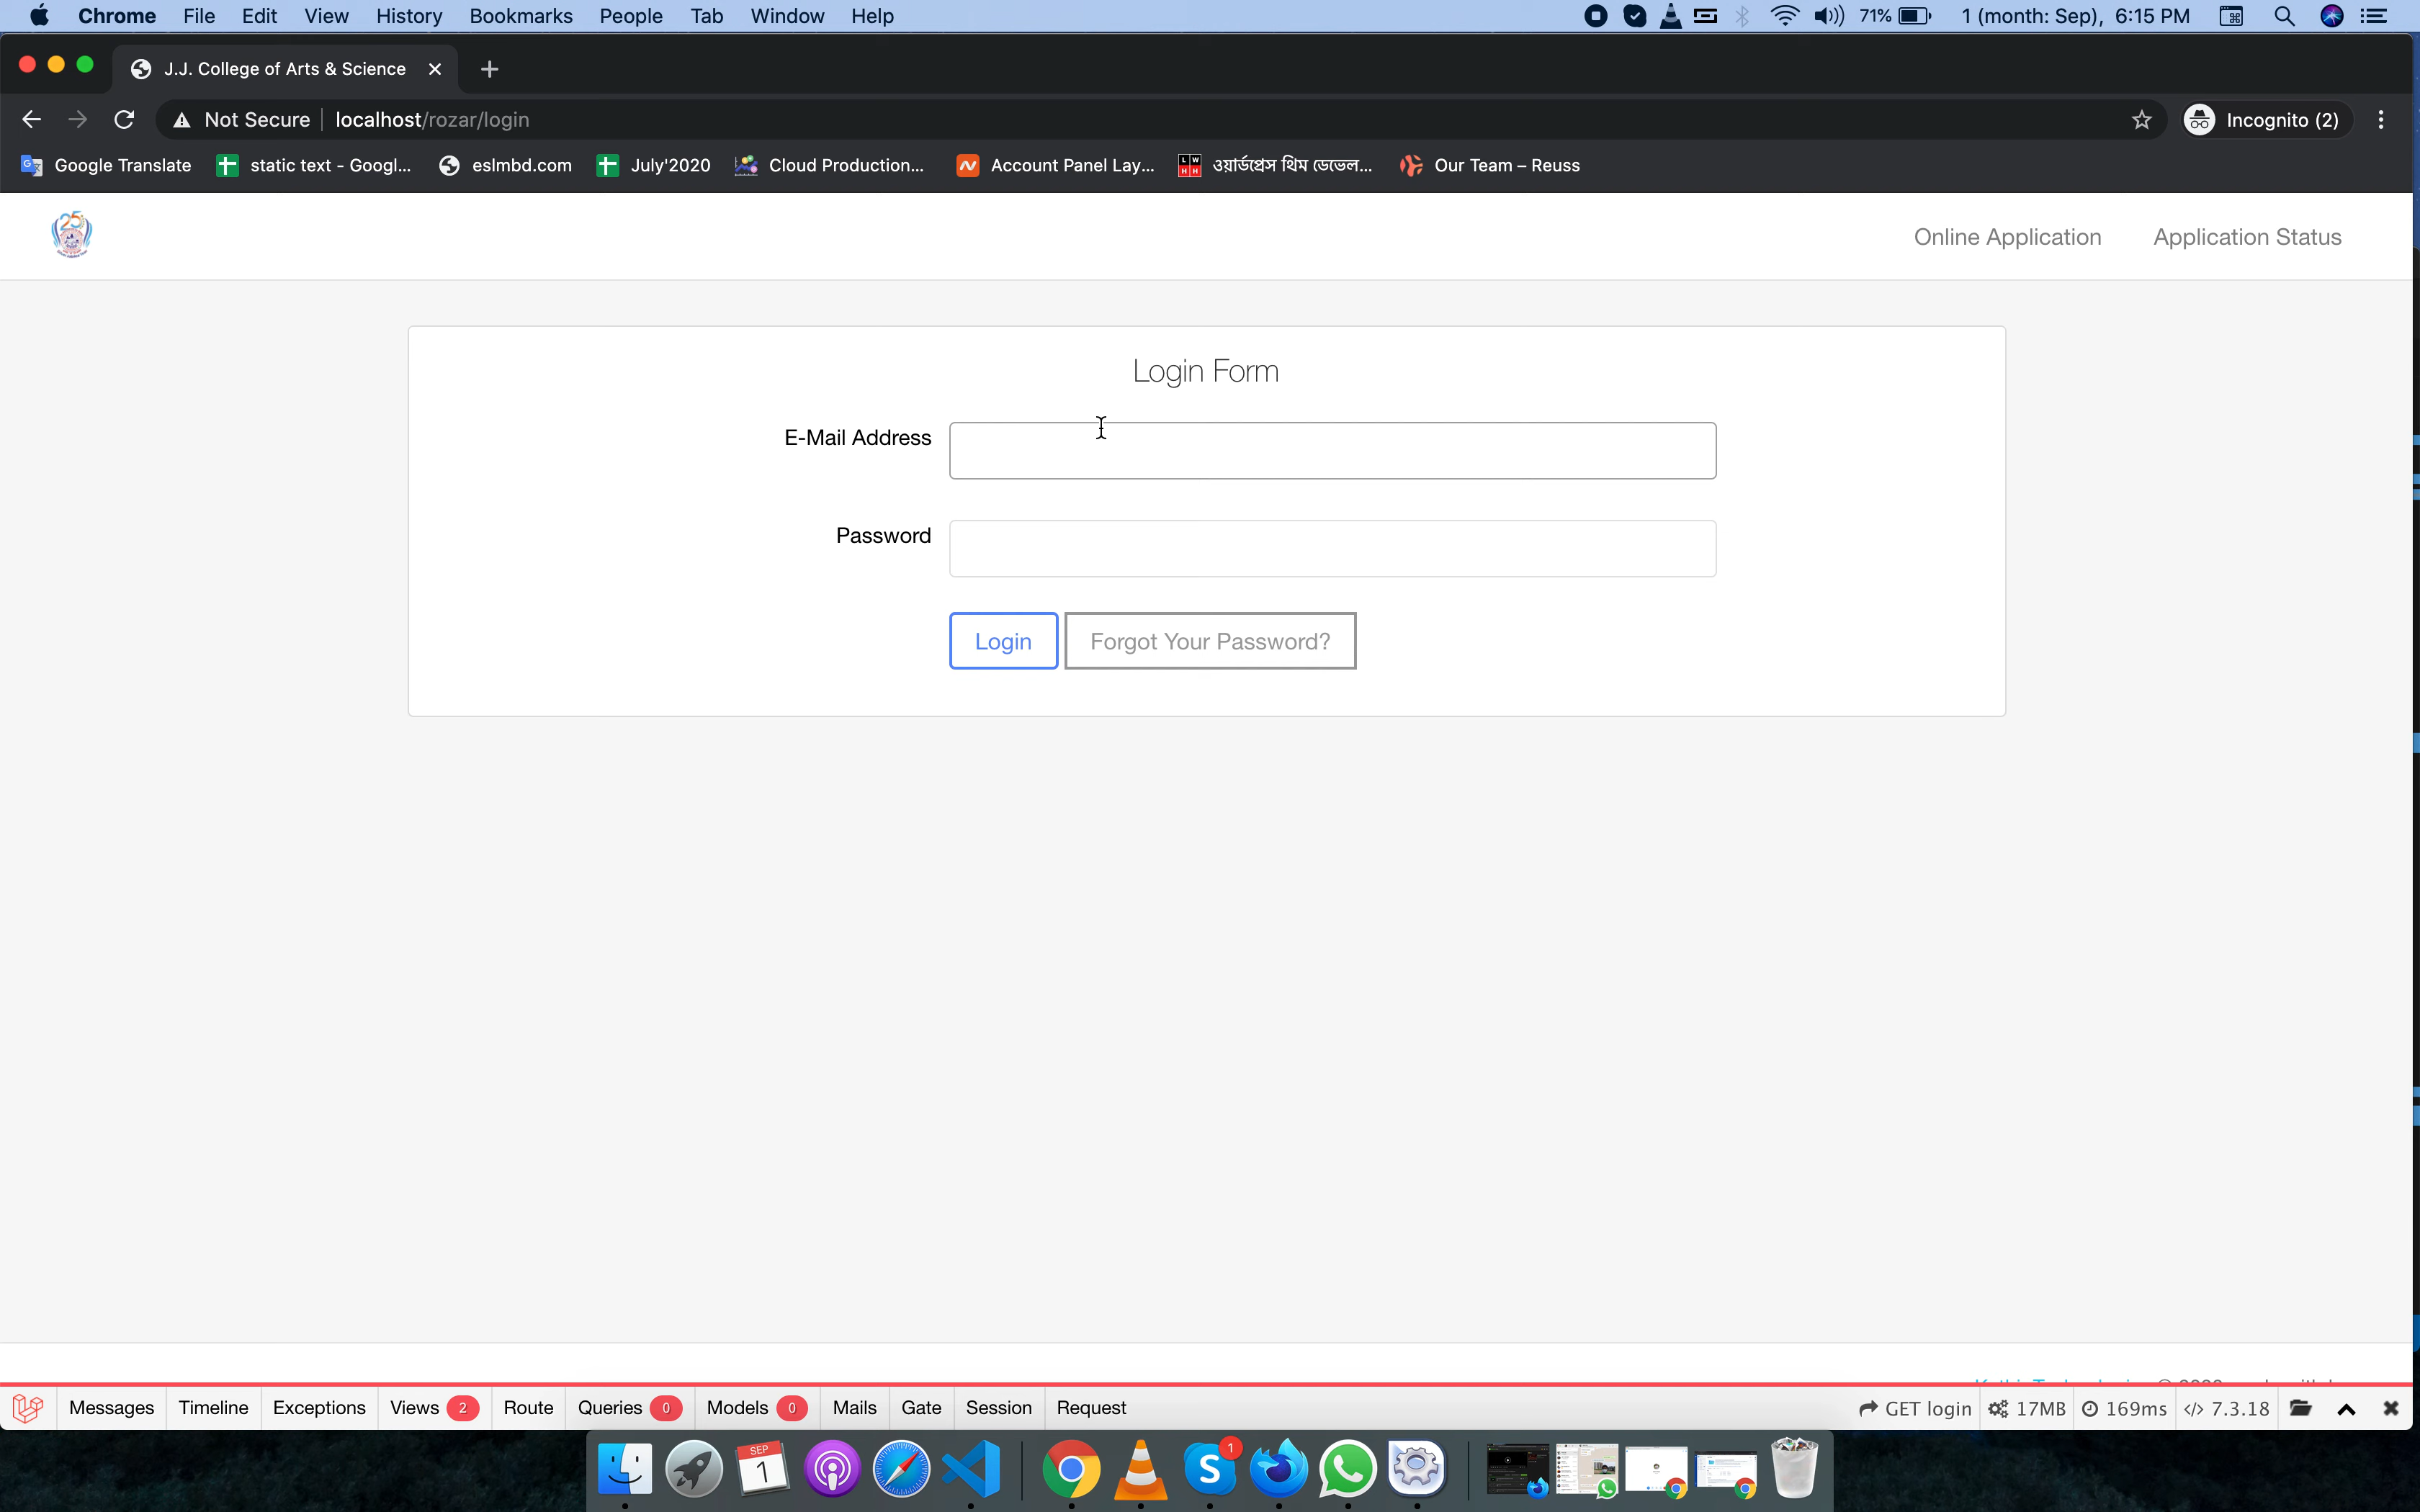 Chrome File Edit View History Bookmarks People Tab Window Help 71% 1 (month: Sep), 6:15 PM
J.J. College of Arts & Science
Not Secure localhost/rozar/login Incognito (2)
Google Translate static text - Googl... eslmbd.com July'2020 Cloud Production... Account Panel Lay... ওয়ার্ডপ্রেস থিম ডেভেল... Our Team – Reuss
Online Application Application Status
Login Form
E-Mail Address
Password
Login Forgot Your Password?
Messages Timeline Exceptions Views 2 Route Queries 0 Models 0 Mails Gate Session Request GET login 17MB 169ms 7.3.18
SEP
1
S 1